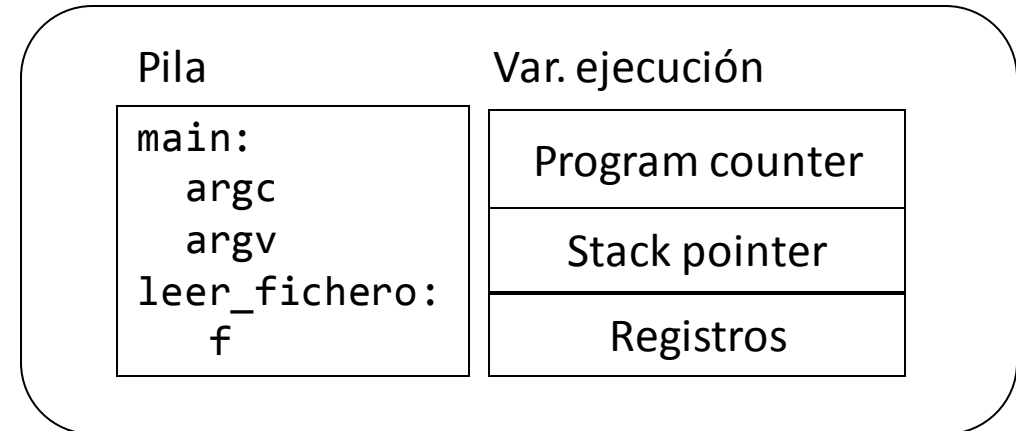 Pila
Var. ejecución
main:
argc
argv
leer_fichero:
f
Program counter
Stack pointer
Registros